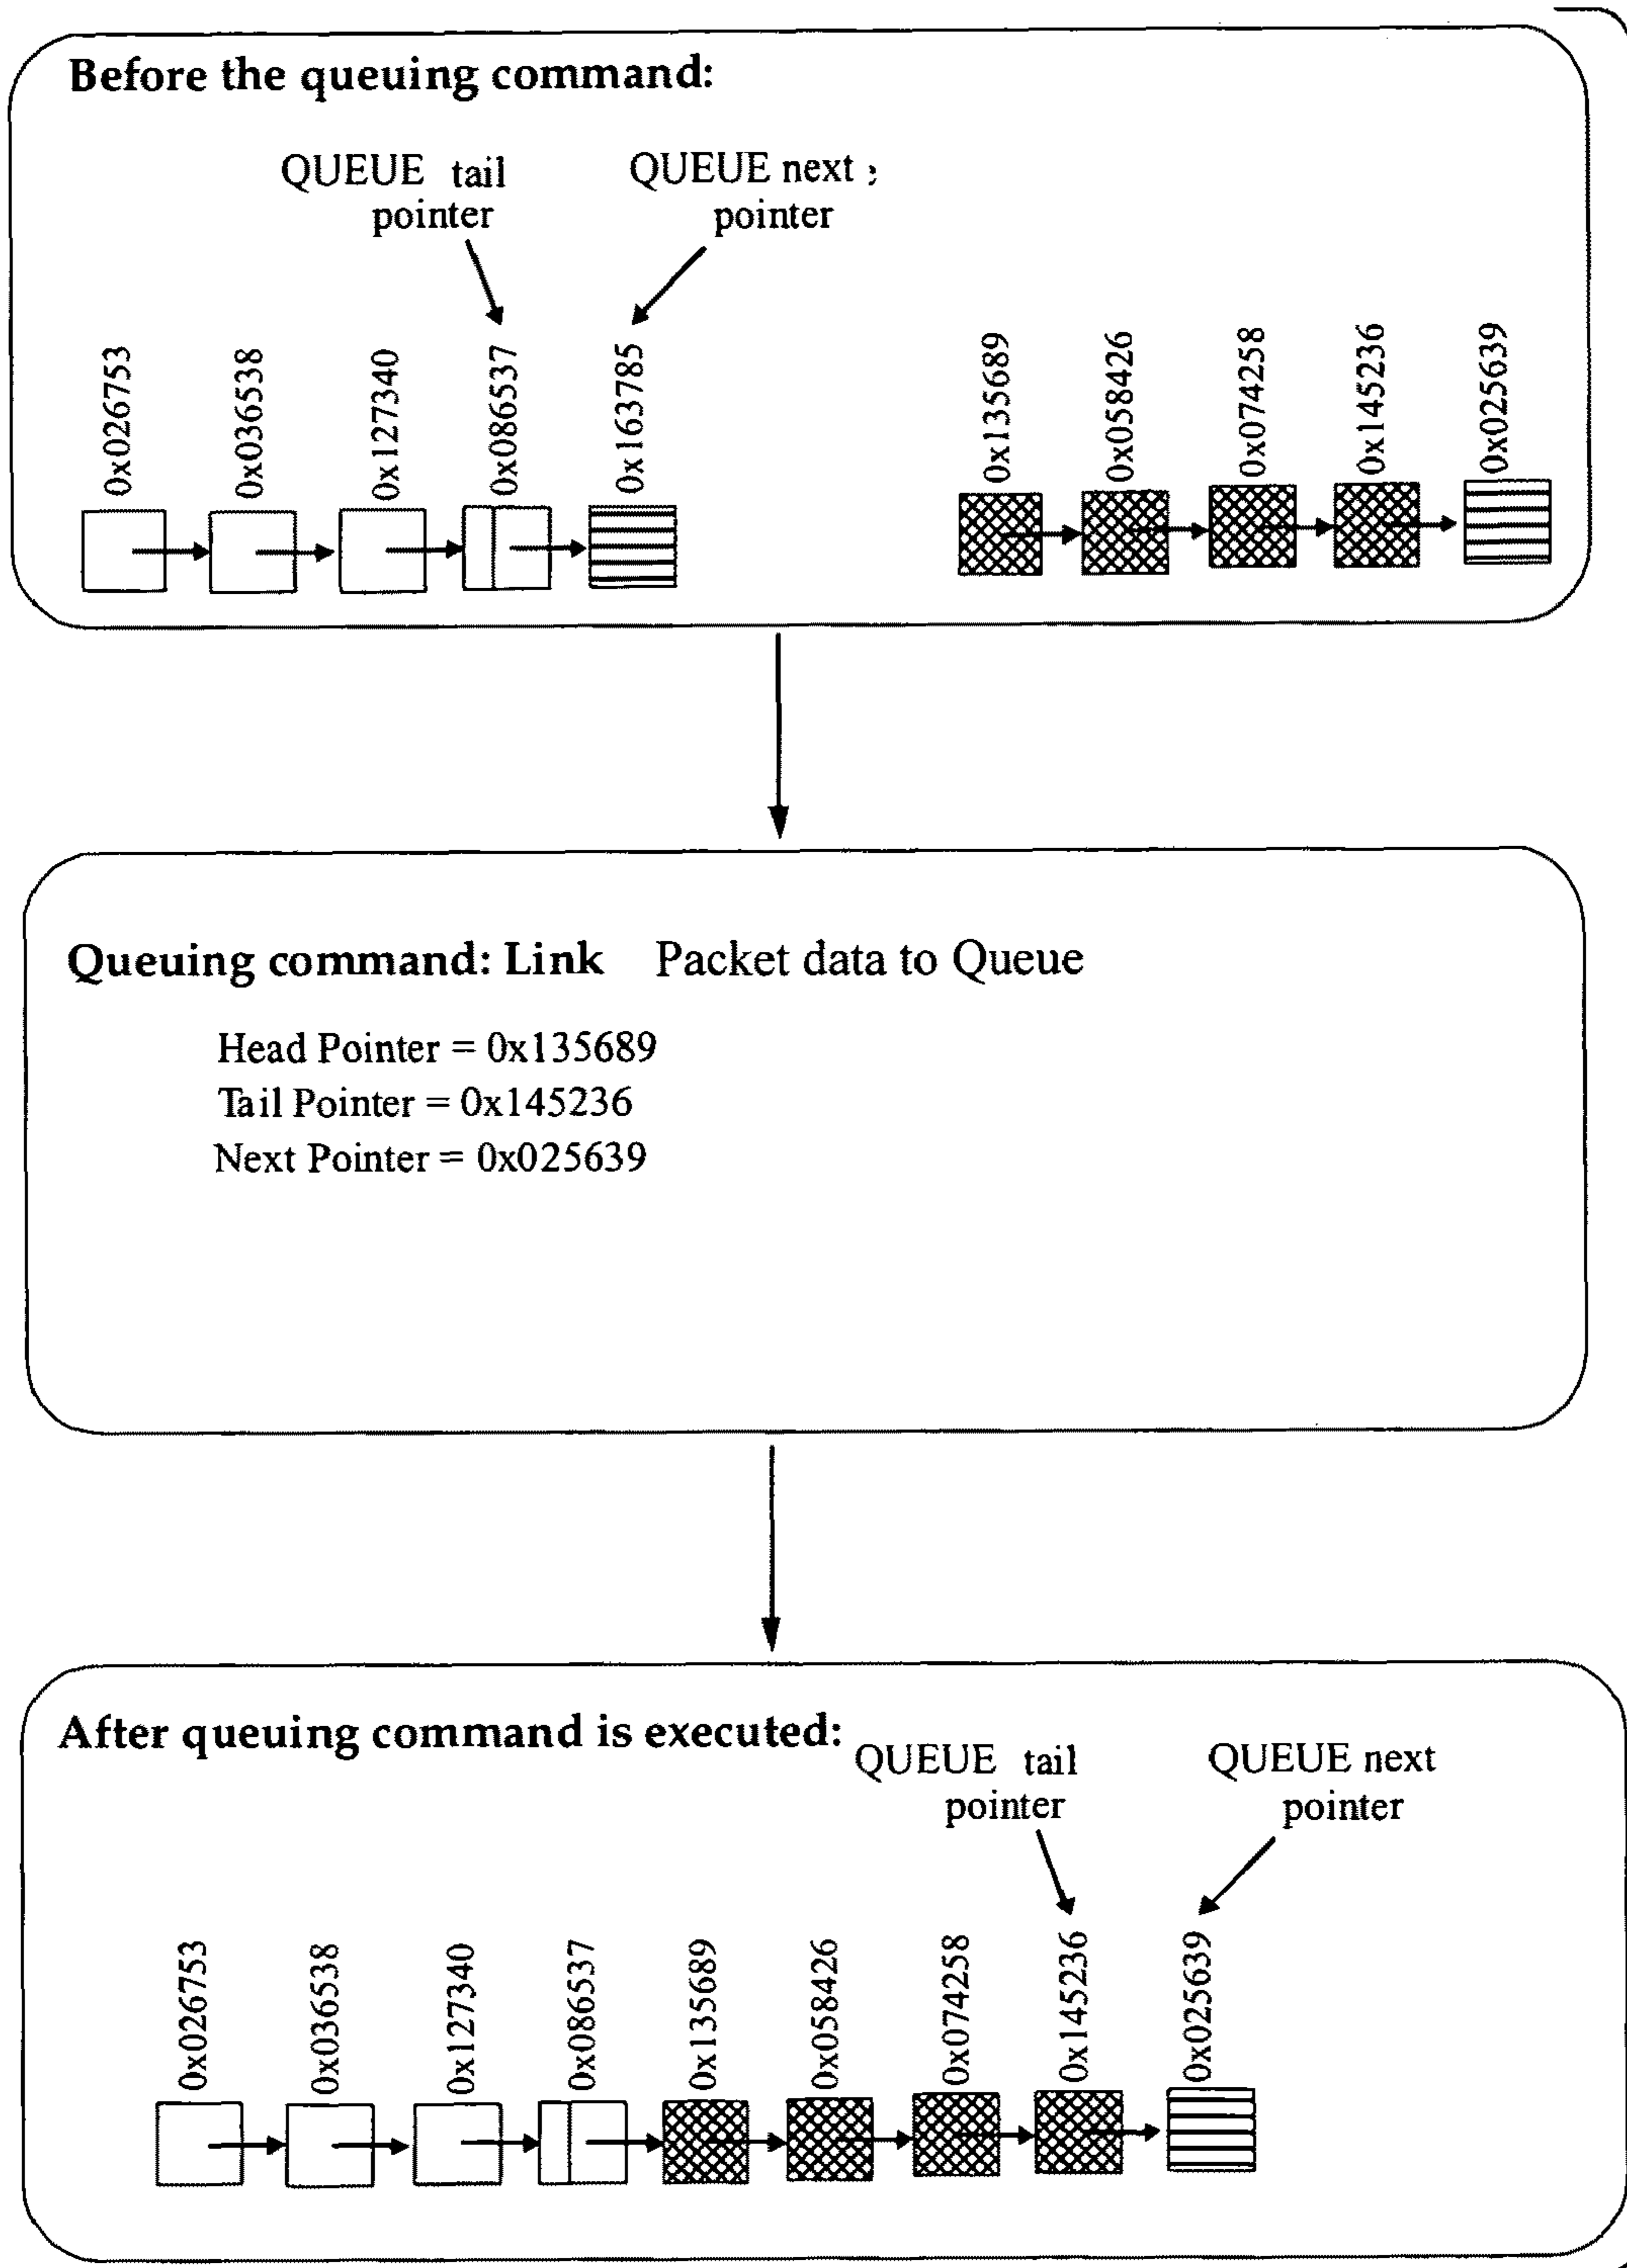 Before the queuing command:
QUEUE tail
pointer
QUEUE next ;
pointer
0x026753
0x036538
0x127340
0x086537
0x163785
0x135689
0x058426
0x074258
0x145236
0x025639
Queuing command: Link Packet data to Queue
Head Pointer = 0x135689
Tail Pointer = 0x145236
Next Pointer = 0x025639
After queuing command is executed:
QUEUE tail
pointer
QUEUE next
pointer
0x026753
0x036538
0x127340
0x086537
0x135689
0x058426
0x074258
0x145236
0x025639